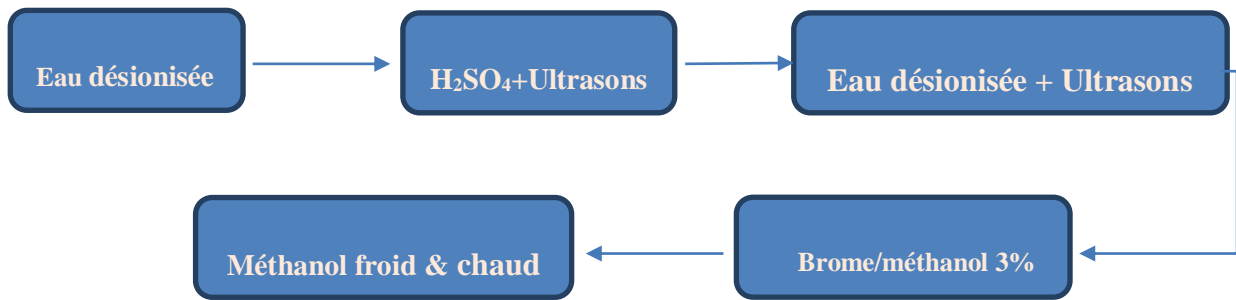 Eau désionisée
H₂SO₄+Ultrasons
Eau désionisée + Ultrasons
Brome/méthanol 3%
Méthanol froid & chaud